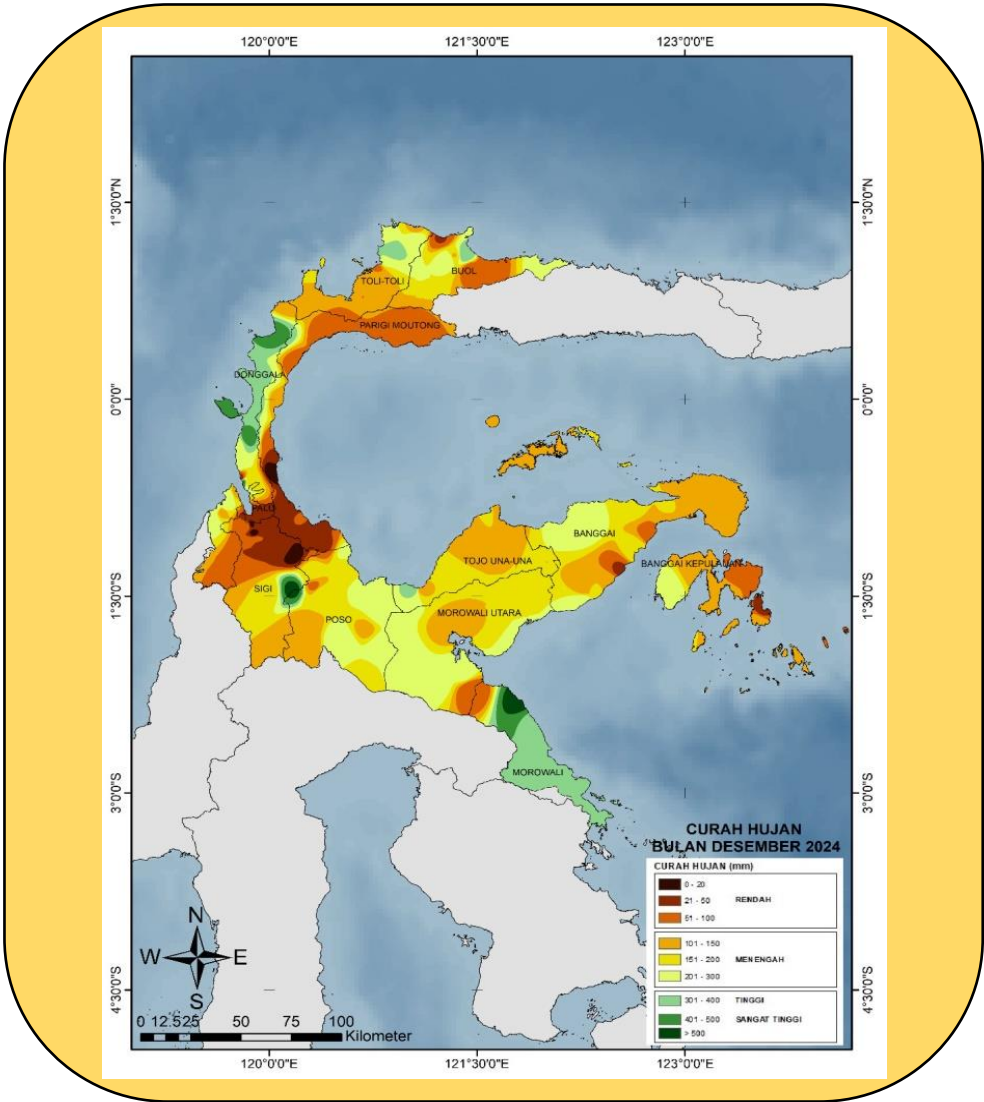 120°0'0"E 121°30'0"E 123°0'0"E
1°30'0"N 1°30'0"N
BUOL
TOLI-TOLI
PARIGI MOUTONG
DONGGALA
0°0'0" 0°0'0"
PALU
BANGGAI
TOJO UNA-UNA
BANGGAI KEPULAUAN
SIGI
1°30'0"S 1°30'0"S
MOROWALI UTARA
POSO
MOROWALI
3°0'0"S 3°0'0"S
CURAH HUJAN
BULAN DESEMBER 2024
CURAH HUJAN (mm)
0 - 20
21 - 50 RENDAH
51 - 100
101 - 150
151 - 200 MENENGAH
201 - 300
301 - 400 TINGGI
401 - 500 SANGAT TINGGI
> 500
N
W E
S
4°30'0"S 4°30'0"S
0 12.525 50 75 100
Kilometer
120°0'0"E 121°30'0"E 123°0'0"E